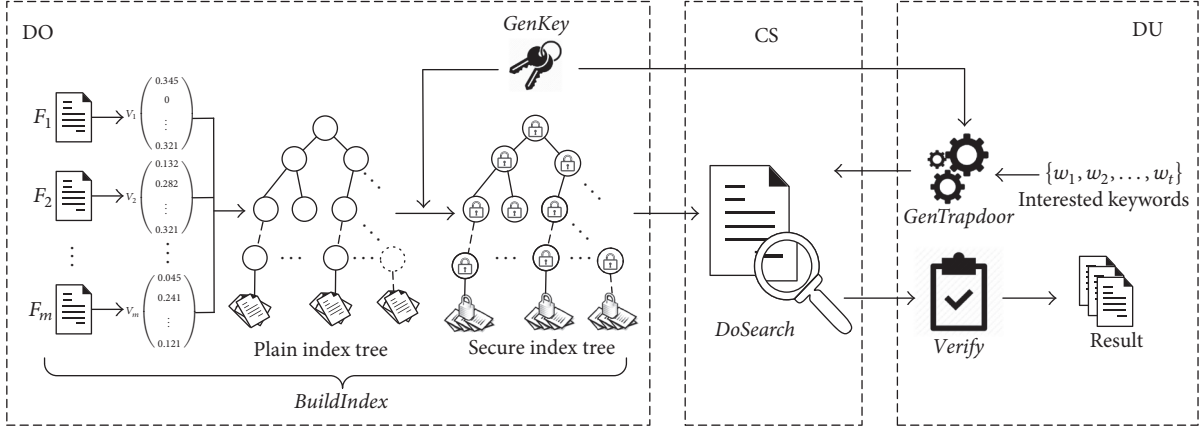 DO
GenKey
CS
DU
F1
V1
0.345
0
⋮
0.321
F2
V2
0.132
0.282
⋮
0.321
⋮
⋮
Fm
Vm
0.045
0.241
⋮
0.121
Plain index tree
Secure index tree
BuildIndex
DoSearch
GenTrapdoor
{w1, w2, . . . , wt}
Interested keywords
Verify
Result